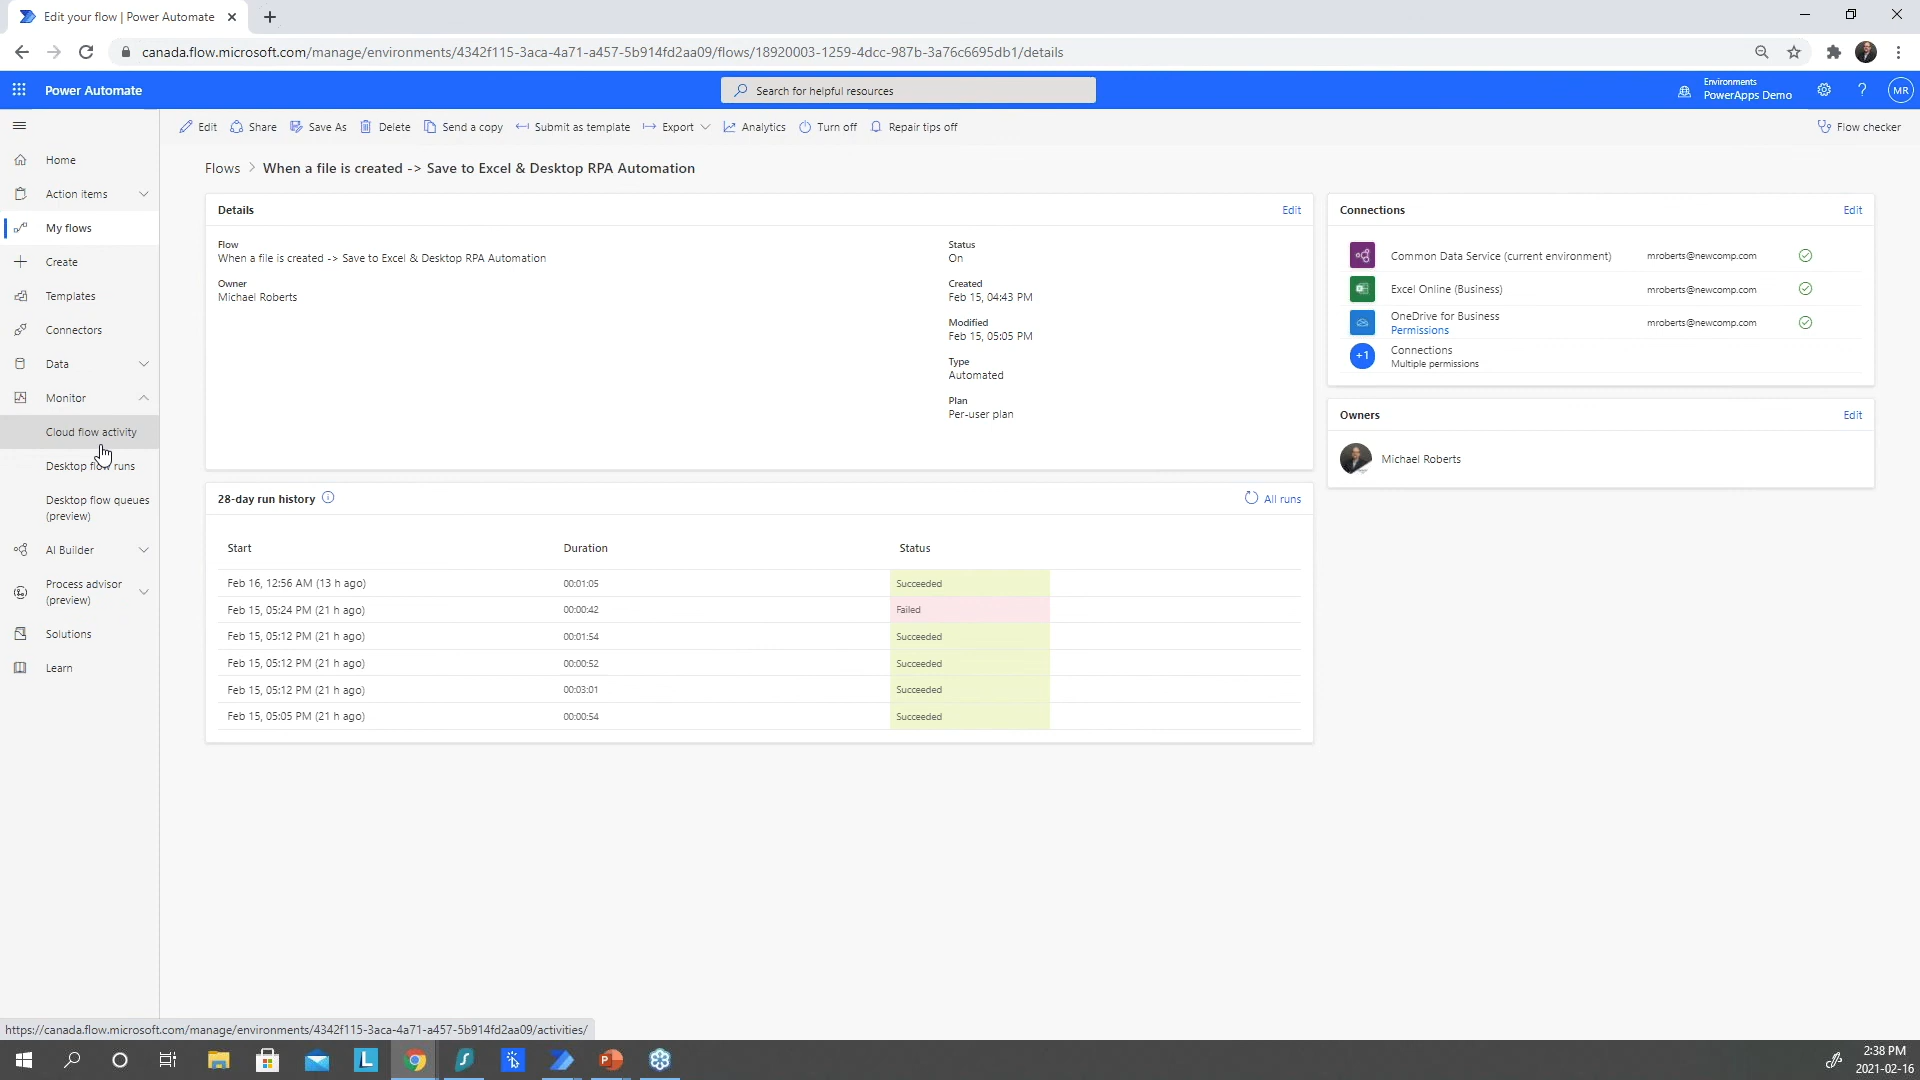 Edit your flow | Power Automate
canada.flow.microsoft.com/manage/environments/4342f115-3aca-4a71-a457-5b914fd2aa09/flows/18920003-1259-4dcc-987b-3a76c6695db1/details
Power Automate
Search for helpful resources
Environments
PowerApps Demo
?
MR
Edit Share Save As Delete Send a copy Submit as template Export Analytics Turn off Repair tips off Flow checker
Home
Action items
My flows
Create
Templates
Connectors
Data
Monitor
Cloud flow activity
Desktop flow runs
Desktop flow queues
(preview)
AI Builder
Process advisor
(preview)
Solutions
Learn
Flows > When a file is created -> Save to Excel & Desktop RPA Automation
Details Edit
Flow
When a file is created -> Save to Excel & Desktop RPA Automation
Owner
Michael Roberts
Status
On
Created
Feb 15, 04:43 PM
Modified
Feb 15, 05:05 PM
Type
Automated
Plan
Per-user plan
28-day run history All runs
Start Duration Status
Feb 16, 12:56 AM (13 h ago) 00:01:05 Succeeded
Feb 15, 05:24 PM (21 h ago) 00:00:42 Failed
Feb 15, 05:12 PM (21 h ago) 00:01:54 Succeeded
Feb 15, 05:12 PM (21 h ago) 00:00:52 Succeeded
Feb 15, 05:12 PM (21 h ago) 00:03:01 Succeeded
Feb 15, 05:05 PM (21 h ago) 00:00:54 Succeeded
Connections Edit
Common Data Service (current environment) mroberts@newcomp.com
Excel Online (Business) mroberts@newcomp.com
OneDrive for Business mroberts@newcomp.com
Permissions
+1 Connections
Multiple permissions
Owners Edit
Michael Roberts
https://canada.flow.microsoft.com/manage/environments/4342f115-3aca-4a71-a457-5b914fd2aa09/activities/
2:38 PM
2021-02-16